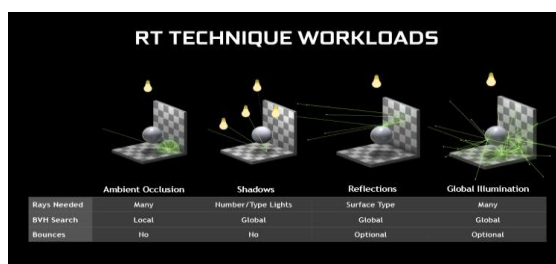 RT TECHNIQUE WORKLOADS
Ambient Occlusion Shadows Reflections Global Illumination
Rays Needed Many Number/Type Lights Surface Type Many
BVH Search Local Global Global Global
Bounces No No Optional Optional